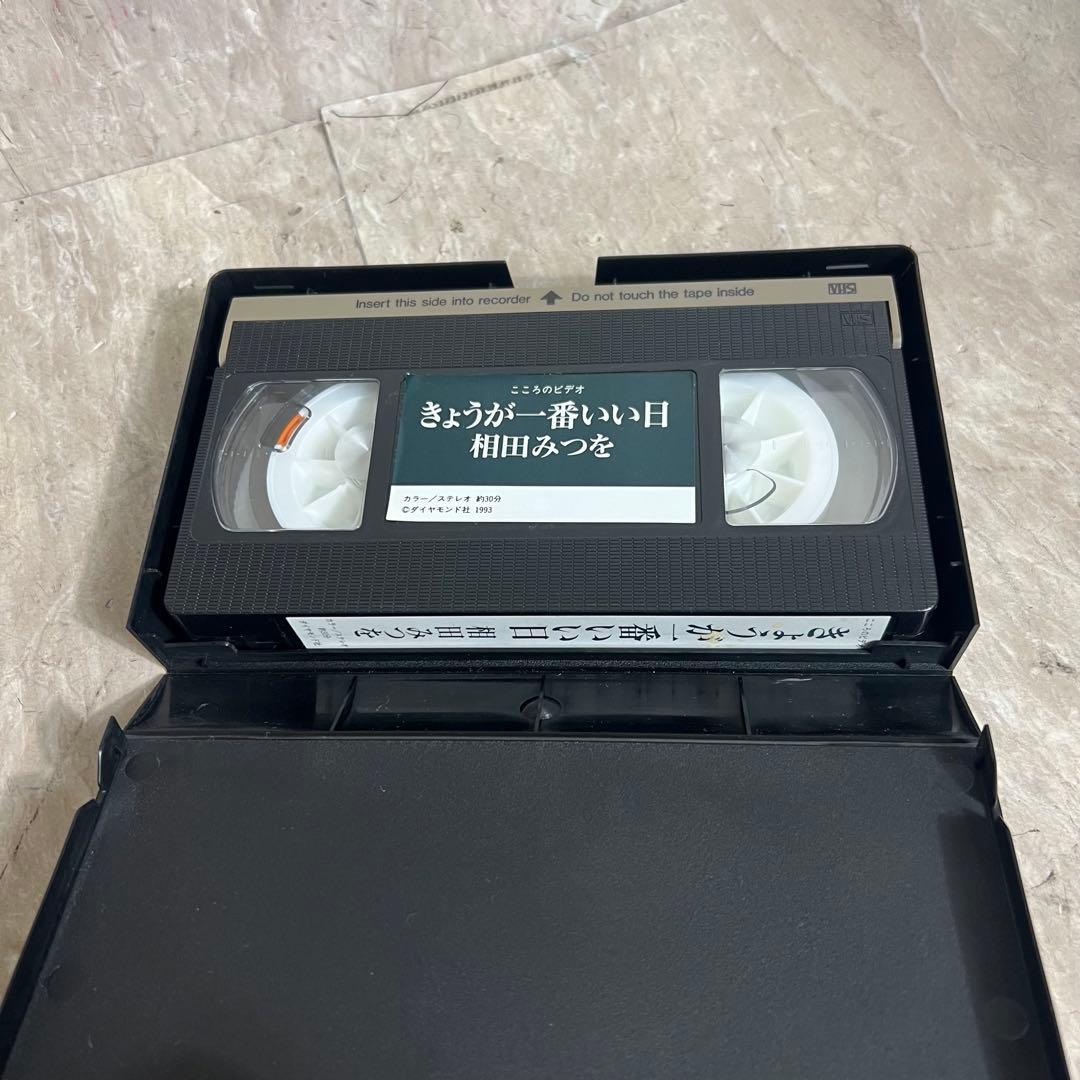 Insert this side into recorder Do not touch the tape inside VHS
VHS
こころのビデオ
きょうが一番いい日
相田みつを
カラー／ステレオ 約30分
©ダイヤモンド社 1993
きょうが一番いい日 相田みつを